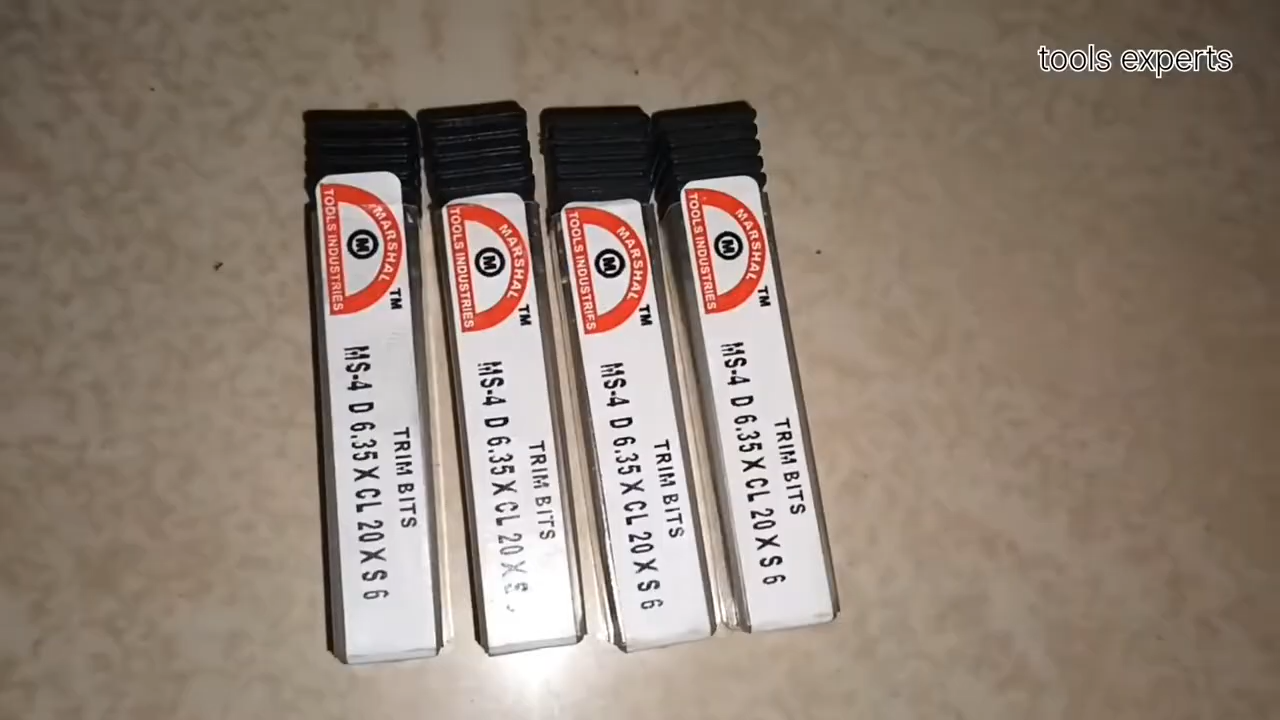 tools experts
MARSHAL
M
TOOLS INDUSTRIES
TM
TRIM BITS
MS-4 D 6.35 X CL 20 X S 6
MARSHAL
M
TOOLS INDUSTRIES
TM
TRIM BITS
MS-4 D 6.35 X CL 20 X S
MARSHAL
M
TOOLS INDUSTRIES
TM
TRIM BITS
MS-4 D 6.35 X CL 20 X S 6
MARSHAL
M
TOOLS INDUSTRIES
TM
TRIM BITS
MS-4 D 6.35 X CL 20 X S 6